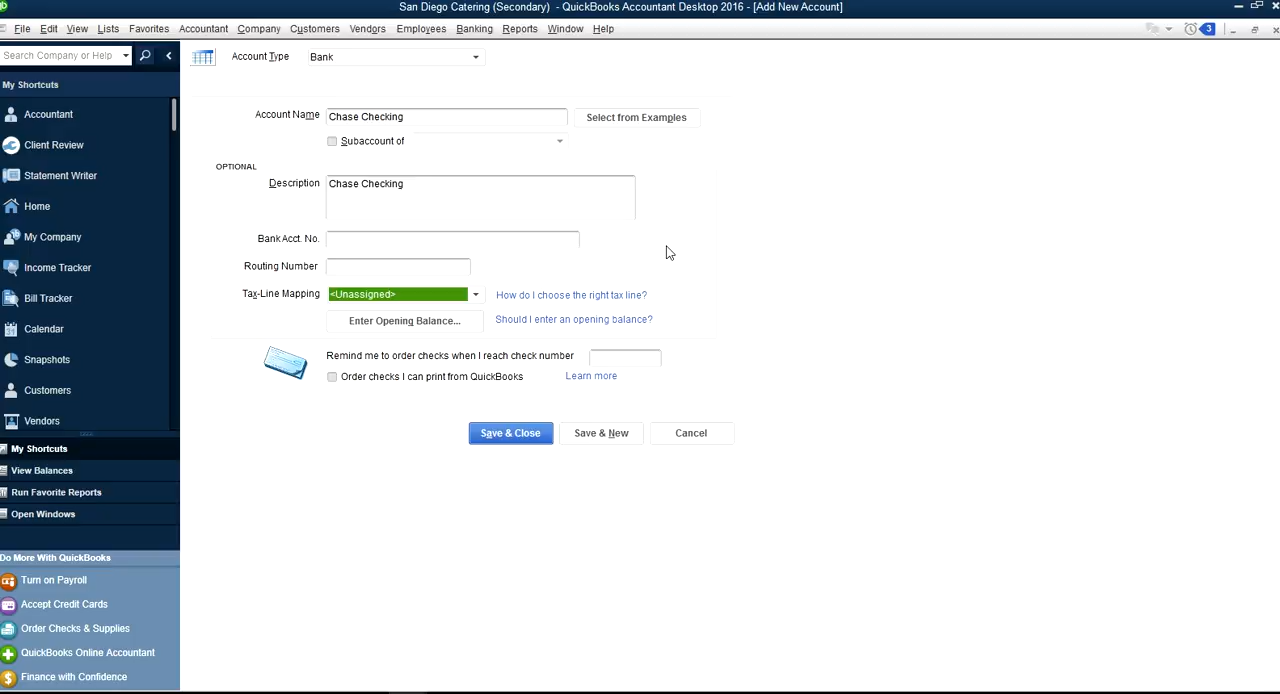 San Diego Catering (Secondary) - QuickBooks Accountant Desktop 2016 - [Add New Account]
File Edit View Lists Favorites Accountant Company Customers Vendors Employees Banking Reports Window Help
3
Search Company or Help
Account Type Bank
My Shortcuts
Accountant
Client Review
Statement Writer
Home
My Company
Income Tracker
Bill Tracker
Calendar
Snapshots
Customers
Vendors
My Shortcuts
View Balances
Run Favorite Reports
Open Windows
Do More With QuickBooks
Turn on Payroll
Accept Credit Cards
Order Checks & Supplies
QuickBooks Online Accountant
Finance with Confidence
Account Name Chase Checking Select from Examples
Subaccount of
OPTIONAL
Description Chase Checking
Bank Acct. No.
Routing Number
Tax-Line Mapping <Unassigned> How do I choose the right tax line?
Enter Opening Balance... Should I enter an opening balance?
Remind me to order checks when I reach check number
Order checks I can print from QuickBooks Learn more
Save & Close Save & New Cancel